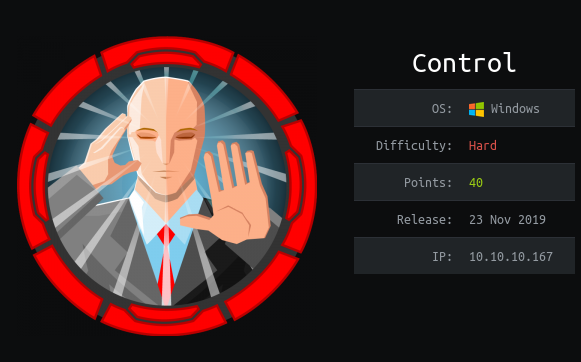 Control
OS: Windows
Difficulty: Hard
Points: 40
Release: 23 Nov 2019
IP: 10.10.10.167